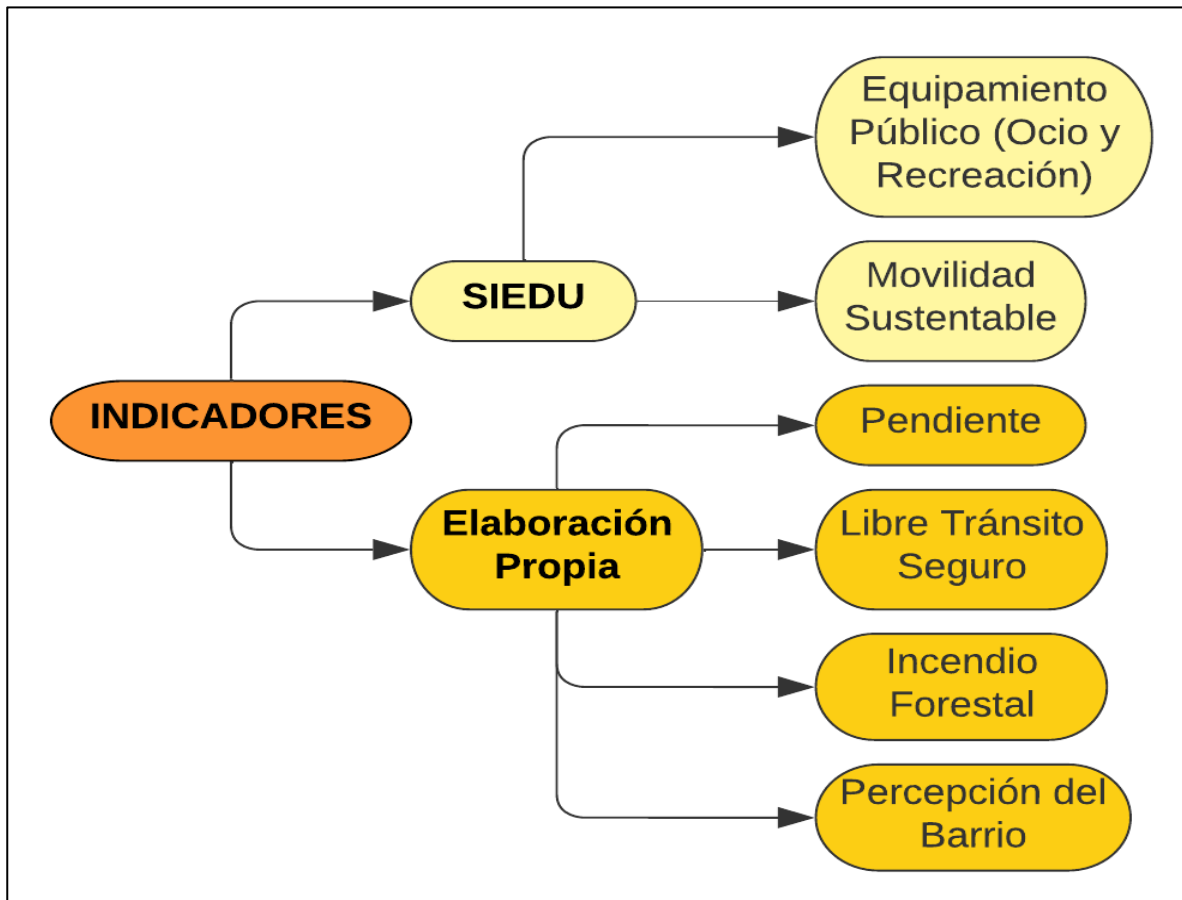 Equipamiento
Público (Ocio y
Recreación)
SIEDU
Movilidad
Sustentable
INDICADORES
Pendiente
Elaboración
Propia
Libre Tránsito
Seguro
Incendio
Forestal
Percepción del
Barrio